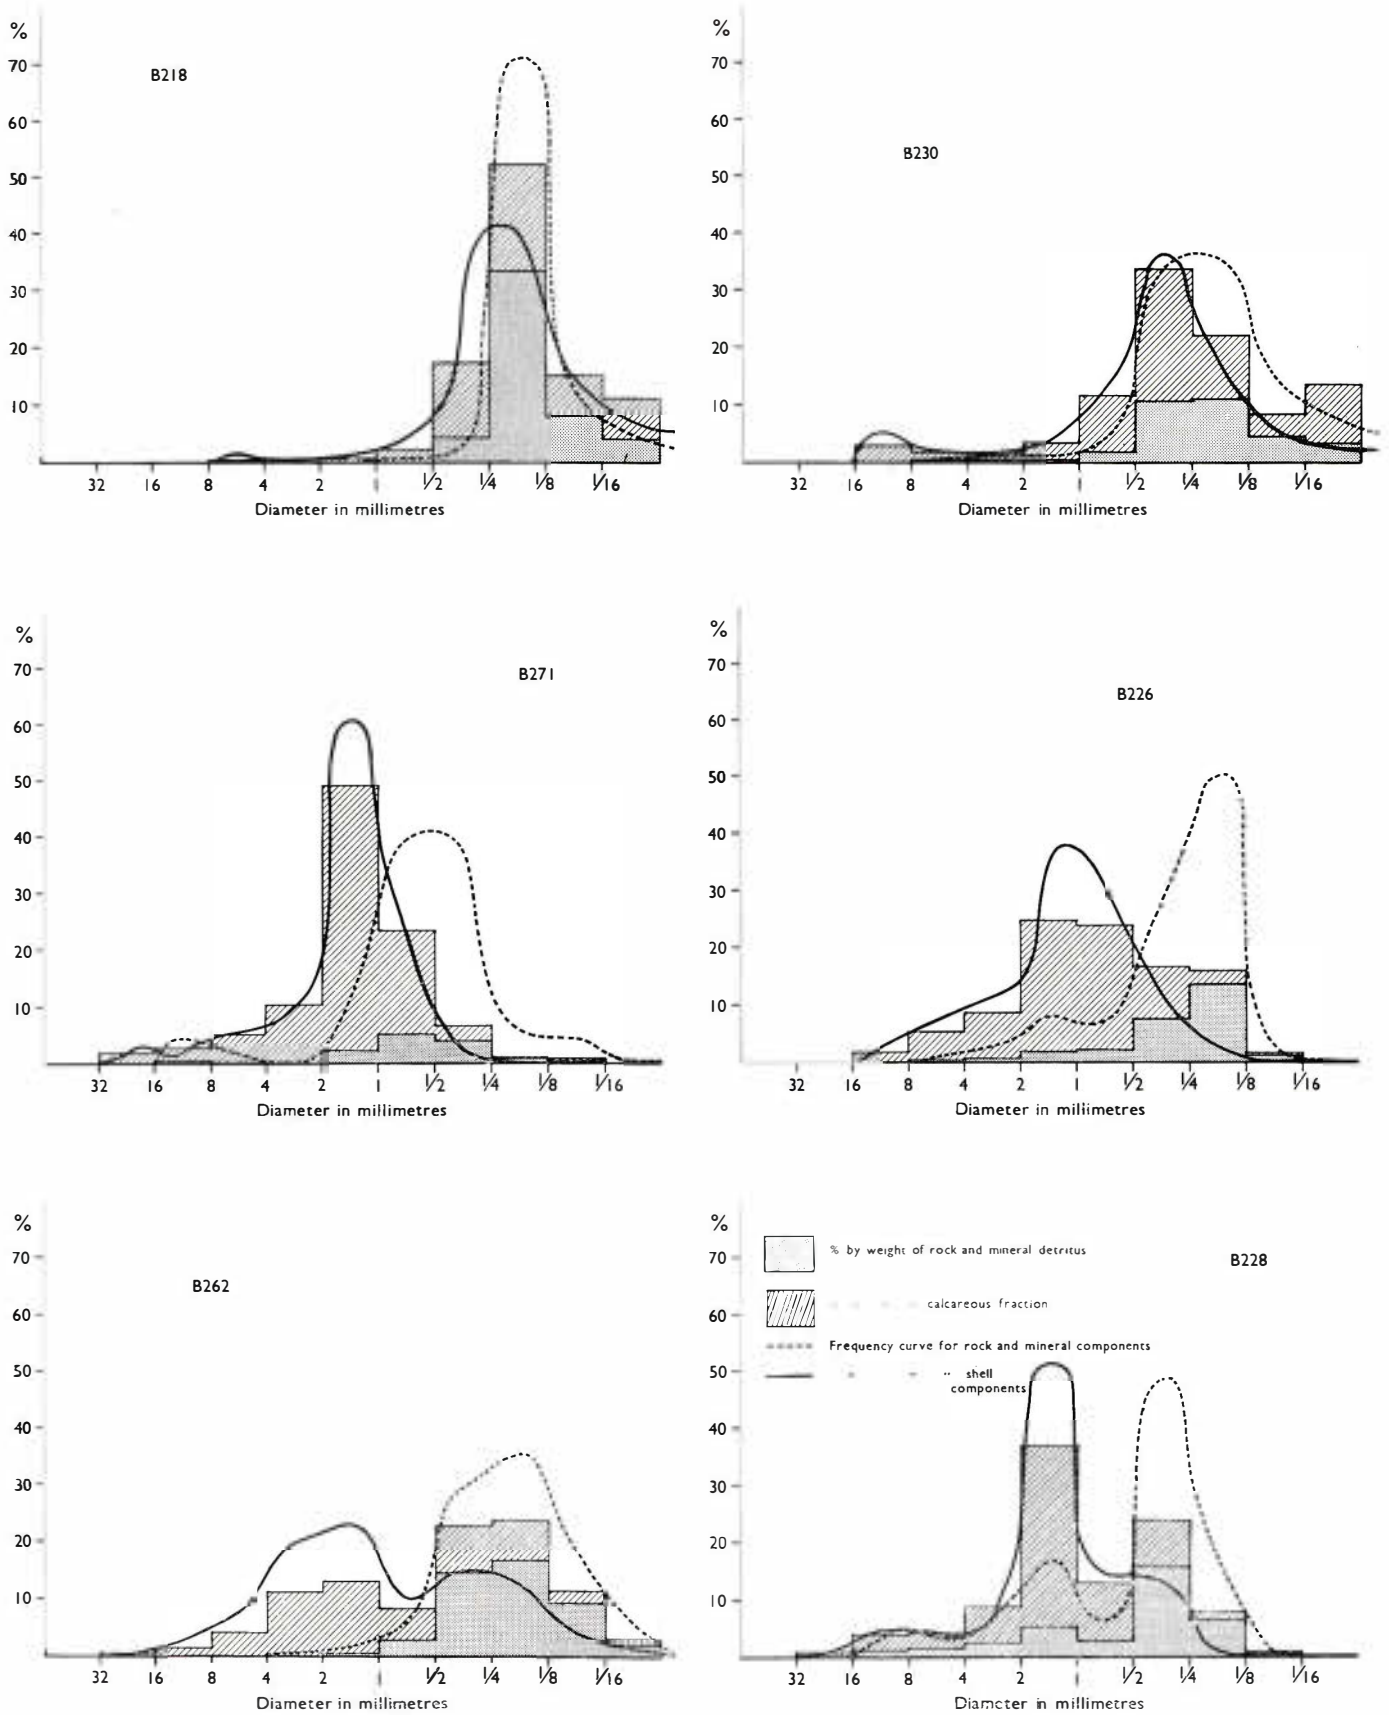 %
70
60
50
40
30
20
10
B218
32 16 8 4 2 1 1/2 1/4 1/8 1/16
Diameter in millimetres
%
70
60
50
40
30
20
10
B230
32 16 8 4 2 1 1/2 1/4 1/8 1/16
Diameter in millimetres
%
70
60
50
40
30
20
10
B271
32 16 8 4 2 1 1/2 1/4 1/8 1/16
Diameter in millimetres
%
70
60
50
40
30
20
10
B226
32 16 8 4 2 1 1/2 1/4 1/8 1/16
Diameter in millimetres
%
70
60
50
40
30
20
10
B262
32 16 8 4 2 1 1/2 1/4 1/8 1/16
Diameter in millimetres
%
70
60
50
40
30
20
10
B228
% by weight of rock and mineral detritus
calcareous fraction
Frequency curve for rock and mineral components
" shell
components
32 16 8 4 2 1 1/2 1/4 1/8 1/16
Diameter in millimetres